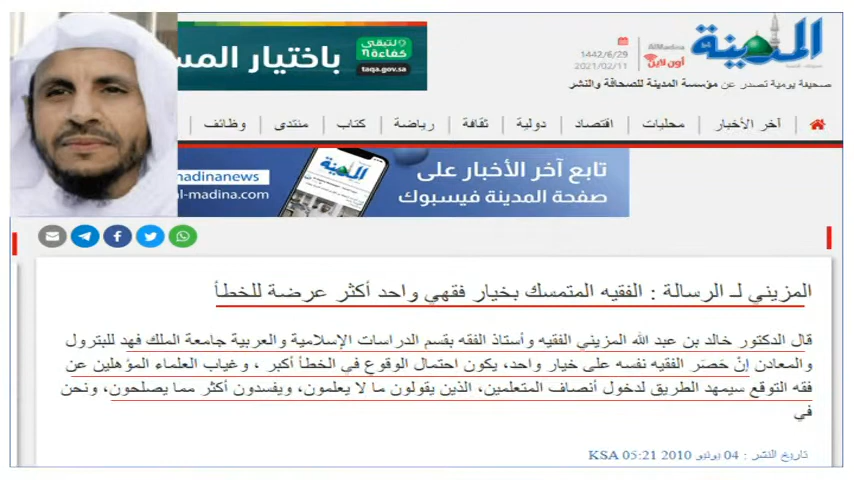 لتبقى
كفاءة
taqa.gov.sa
باختيار
المدينة
1442/6/29
2021/02/11
AlMadina
أون لاين
صحيفة يومية تصدر عن مؤسسة المدينة للصحافة والنشر
آخر الأخبار
محليات
اقتصاد
دولية
ثقافة
رياضة
كتاب
منتدى
وظائف
تابع آخر الأخبار على
صفحة المدينة فيسبوك
madinanews
al-madina.com
المدينة
المزيني لـ الرسالة : الفقيه المتمسك بخيار فقهي واحد أكثر عرضة للخطأ
قال الدكتور خالد بن عبد الله المزيني الفقيه وأستاذ الفقه بقسم الدراسات الإسلامية والعربية جامعة الملك فهد للبترول
والمعادن إنّ حَصَر الفقيه نفسه على خيار واحد، يكون احتمال الوقوع في الخطأ أكبر ، وغياب العلماء المؤهلين عن
فقه التوقع سيمهد الطريق لدخول أنصاف المتعلمين، الذين يقولون ما لا يعلمون، ويفسدون أكثر مما يصلحون، ونحن
في
تاريخ النشر : 04 يونيو 2010 05:21 KSA